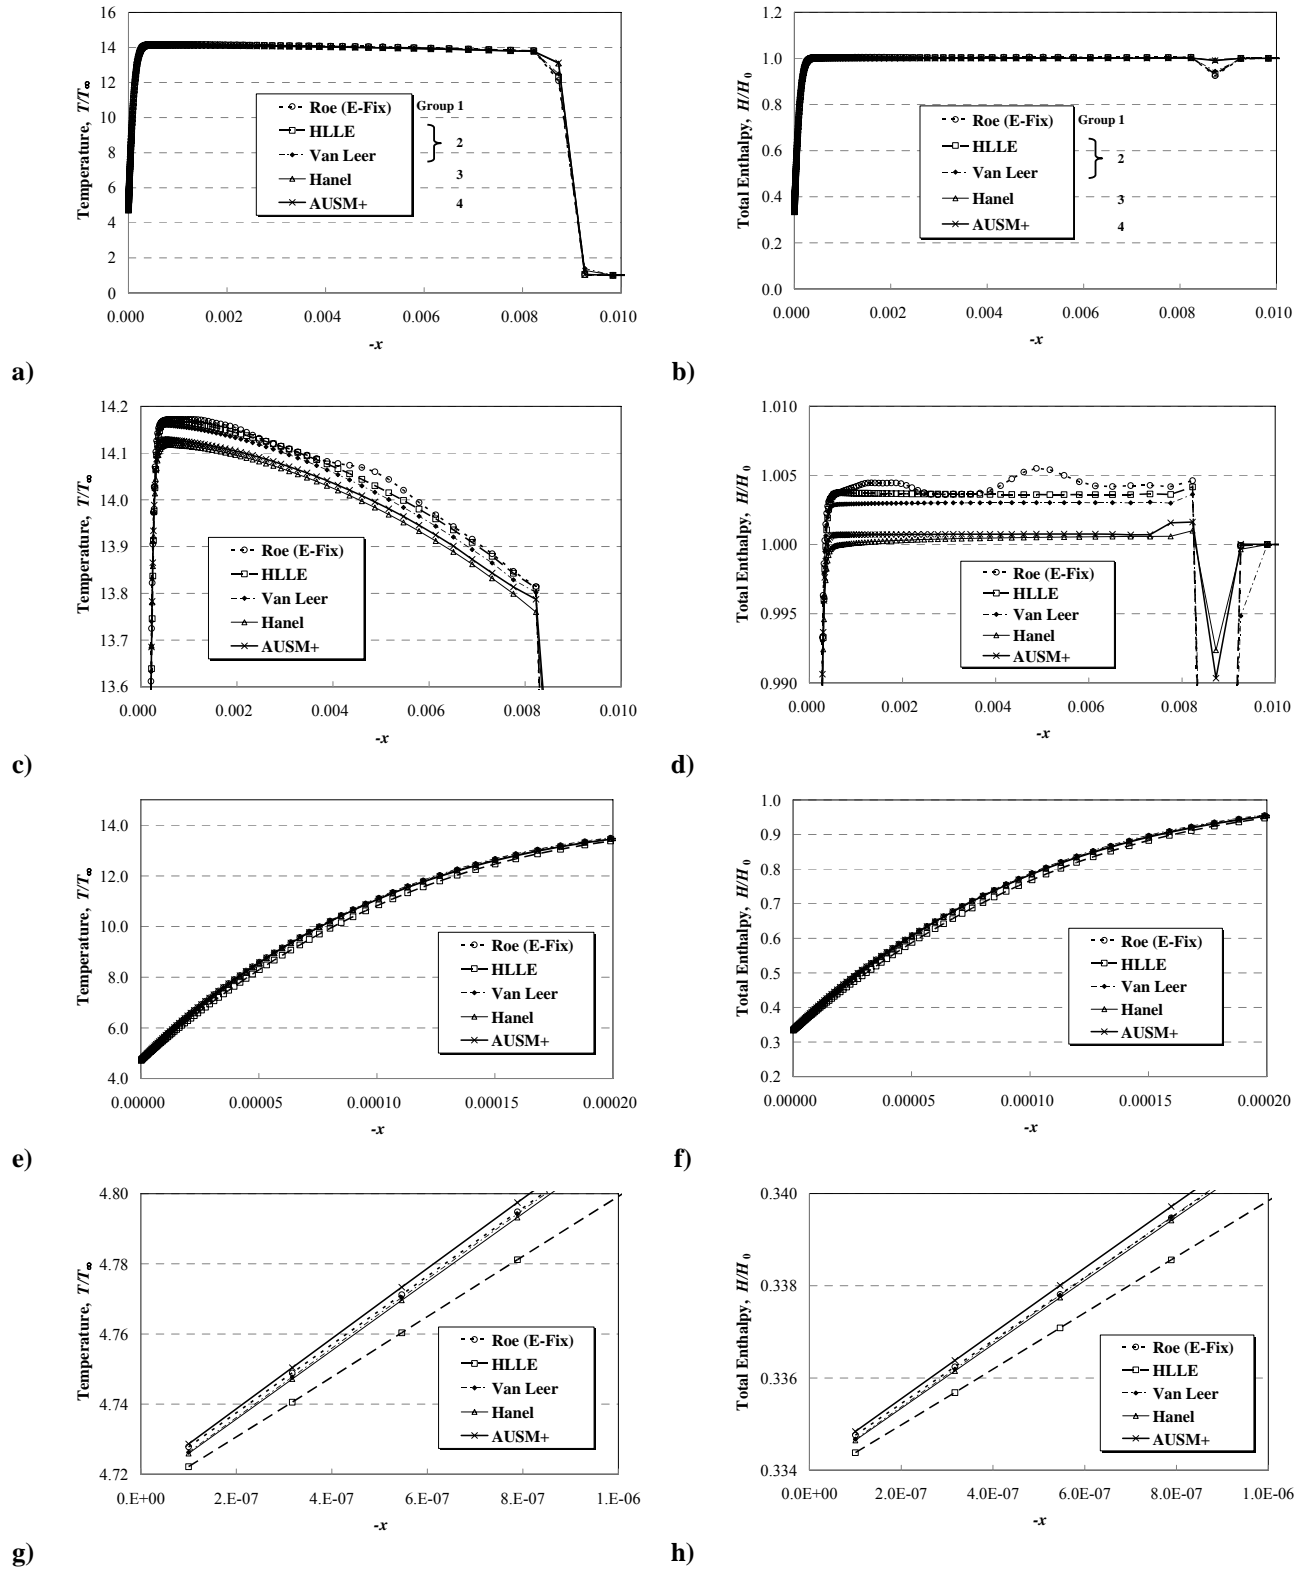 16
14
12
10
8
6
4
2
0
Temperature, T/T∞
Roe (E-Fix)
HLLE
Van Leer
Hanel
AUSM+
Group 1
2
3
4
0.000 0.002 0.004 0.006 0.008 0.010
-x
a)
1.2
1.0
0.8
0.6
0.4
0.2
0.0
Total Enthalpy, H/H0
Roe (E-Fix)
HLLE
Van Leer
Hanel
AUSM+
Group 1
2
3
4
0.000 0.002 0.004 0.006 0.008 0.010
-x
b)
14.2
14.1
14.0
13.9
13.8
13.7
13.6
Temperature, T/T∞
Roe (E-Fix)
HLLE
Van Leer
Hanel
AUSM+
0.000 0.002 0.004 0.006 0.008 0.010
-x
c)
1.010
1.005
1.000
0.995
0.990
Total Enthalpy, H/H0
Roe (E-Fix)
HLLE
Van Leer
Hanel
AUSM+
0.000 0.002 0.004 0.006 0.008 0.010
-x
d)
14.0
12.0
10.0
8.0
6.0
4.0
Temperature, T/T∞
Roe (E-Fix)
HLLE
Van Leer
Hanel
AUSM+
0.00000 0.00005 0.00010 0.00015 0.00020
-x
e)
1.0
0.9
0.8
0.7
0.6
0.5
0.4
0.3
0.2
Total Enthalpy, H/H0
Roe (E-Fix)
HLLE
Van Leer
Hanel
AUSM+
0.00000 0.00005 0.00010 0.00015 0.00020
-x
f)
4.80
4.78
4.76
4.74
4.72
Temperature, T/T∞
Roe (E-Fix)
HLLE
Van Leer
Hanel
AUSM+
0.E+00 2.E-07 4.E-07 6.E-07 8.E-07 1.E-06
-x
g)
0.340
0.338
0.336
0.334
Total Enthalpy, H/H0
Roe (E-Fix)
HLLE
Van Leer
Hanel
AUSM+
0.0E+00 2.0E-07 4.0E-07 6.0E-07 8.0E-07 1.0E-06
-x
h)